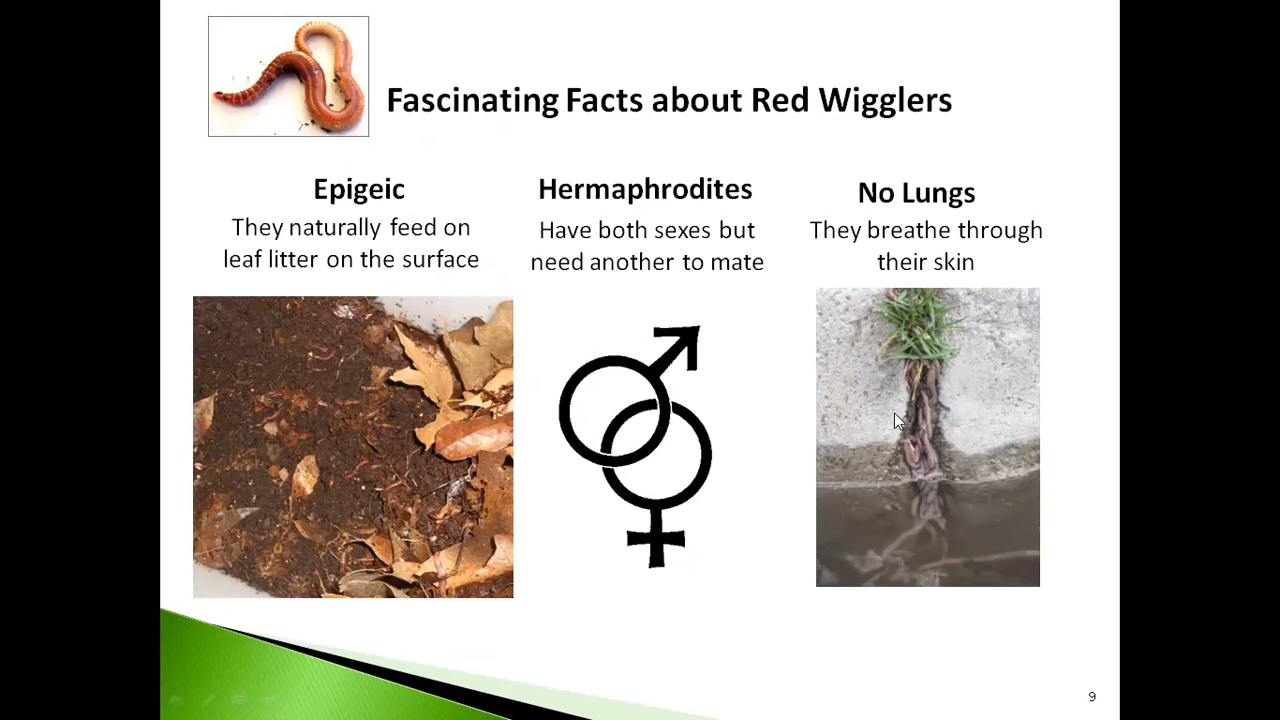 Fascinating Facts about Red Wigglers
Epigeic
They naturally feed on
leaf litter on the surface
Hermaphrodites
Have both sexes but
need another to mate
No Lungs
They breathe through
their skin
9